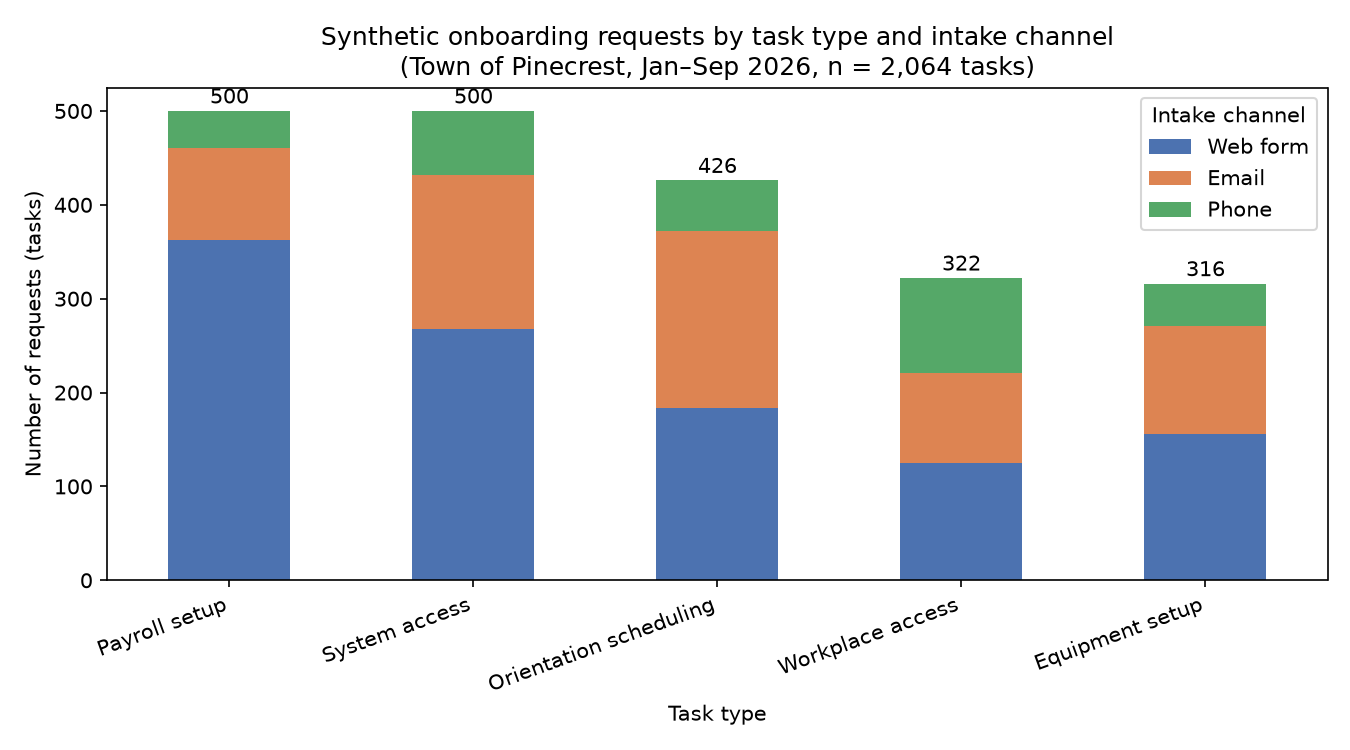 Synthetic onboarding requests by task type and intake channel
(Town of Pinecrest, Jan–Sep 2026, n = 2,064 tasks)
500
500
426
322
316
Intake channel
Web form
Email
Phone
Number of requests (tasks)
500
400
300
200
100
0
Payroll setup
System access
Orientation scheduling
Workplace access
Equipment setup
Task type